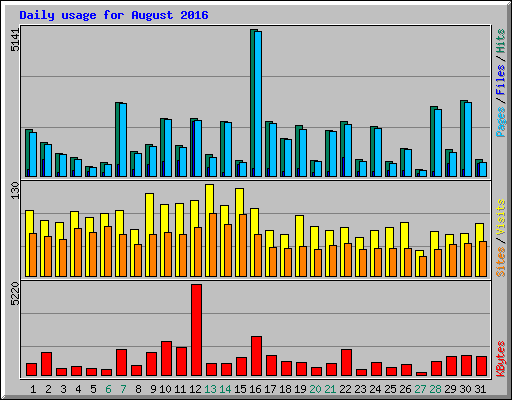 Daily usage for August 2016
5141
Pages / Files / Hits
130
Sites / Visits
5220
KBytes
1 2 3 4 5 6 7 8 9 10 11 12 13 14 15 16 17 18 19 20 21 22 23 24 25 26 27 28 29 30 31